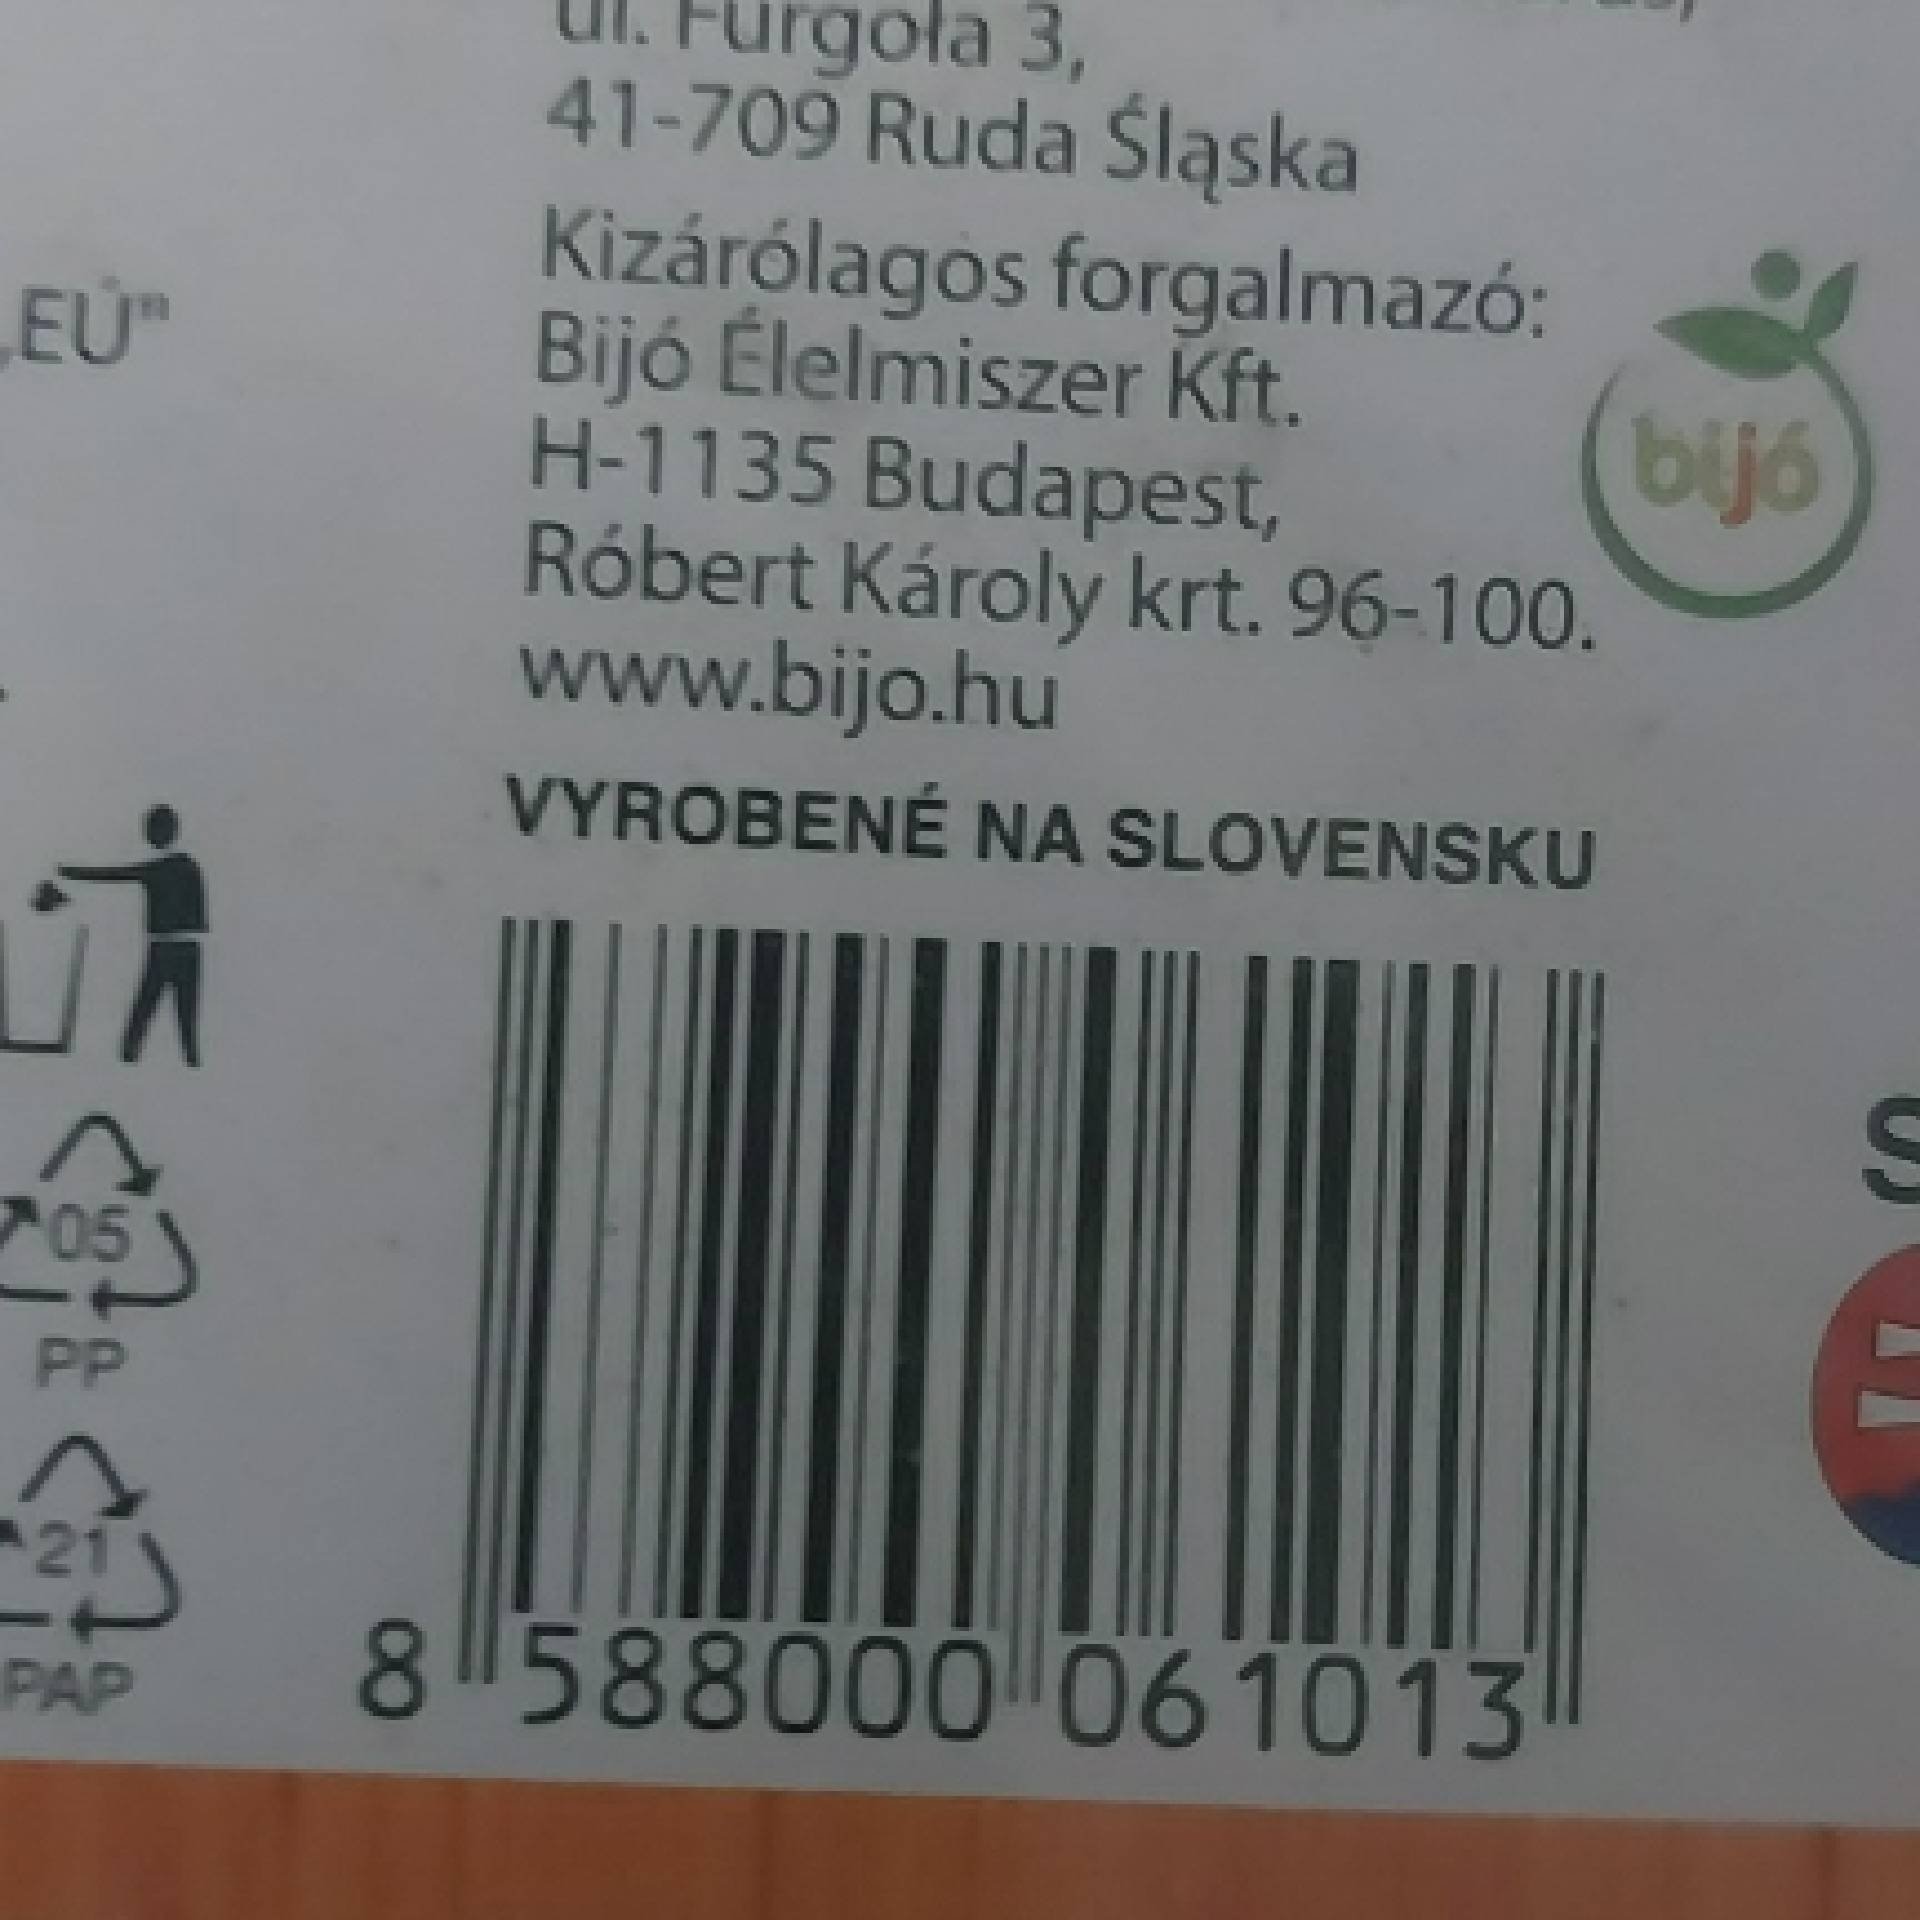 ul. Furgoła 3,
41-709 Ruda Śląska
Kizárólagos forgalmazó:
Bijó Élelmiszer Kft.
H-1135 Budapest,
Róbert Károly krt. 96-100.
www.bijo.hu
bijó
„EÚ"
VYROBENÉ NA SLOVENSKU
05
PP
21
PAP
8 588000 061013